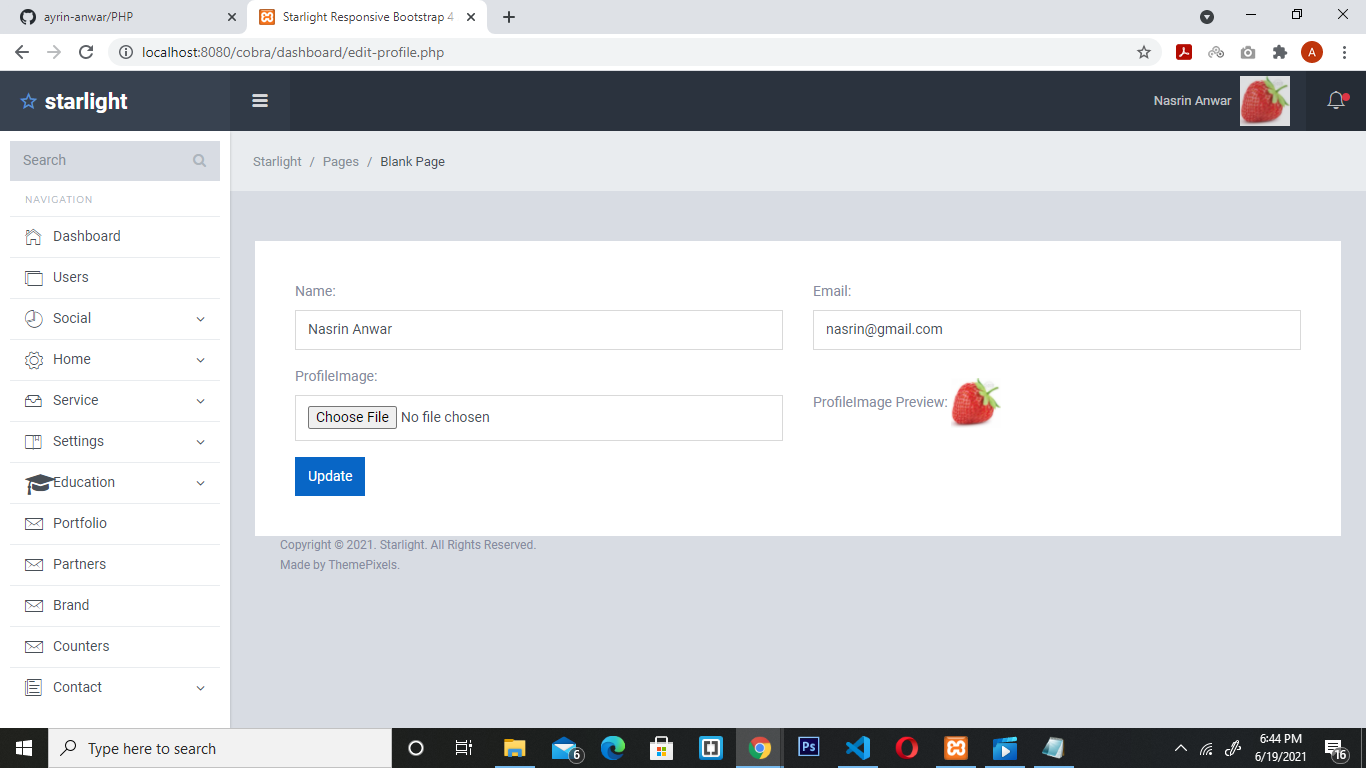 ayrin-anwar/PHP
Starlight Responsive Bootstrap 4
localhost:8080/cobra/dashboard/edit-profile.php
A
starlight
Nasrin Anwar
Search
NAVIGATION
Dashboard
Users
Social
Home
Service
Settings
Education
Portfolio
Partners
Brand
Counters
Contact
Starlight / Pages / Blank Page
Name:
Nasrin Anwar
Email:
nasrin@gmail.com
ProfileImage:
Choose File No file chosen
ProfileImage Preview:
Update
Copyright © 2021. Starlight. All Rights Reserved.
Made by ThemePixels.
Type here to search
6
Ps
6:44 PM
6/19/2021
16